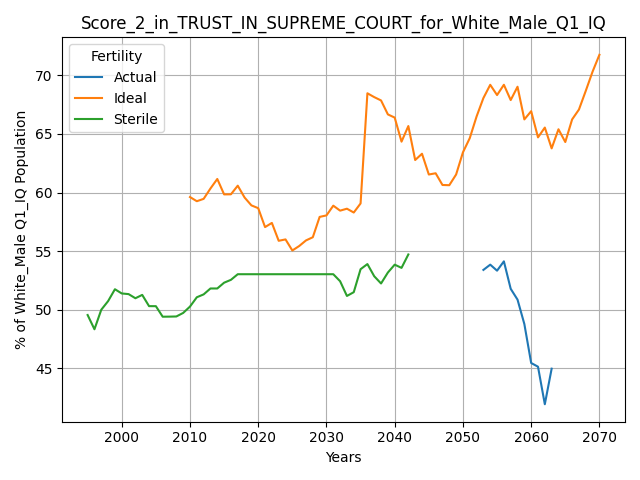 Score_2_in_TRUST_IN_SUPREME_COURT_for_White_Male_Q1_IQ
Fertility
Actual
Ideal
Sterile
% of White_Male Q1_IQ Population
70
65
60
55
50
45
2000 2010 2020 2030 2040 2050 2060 2070
Years